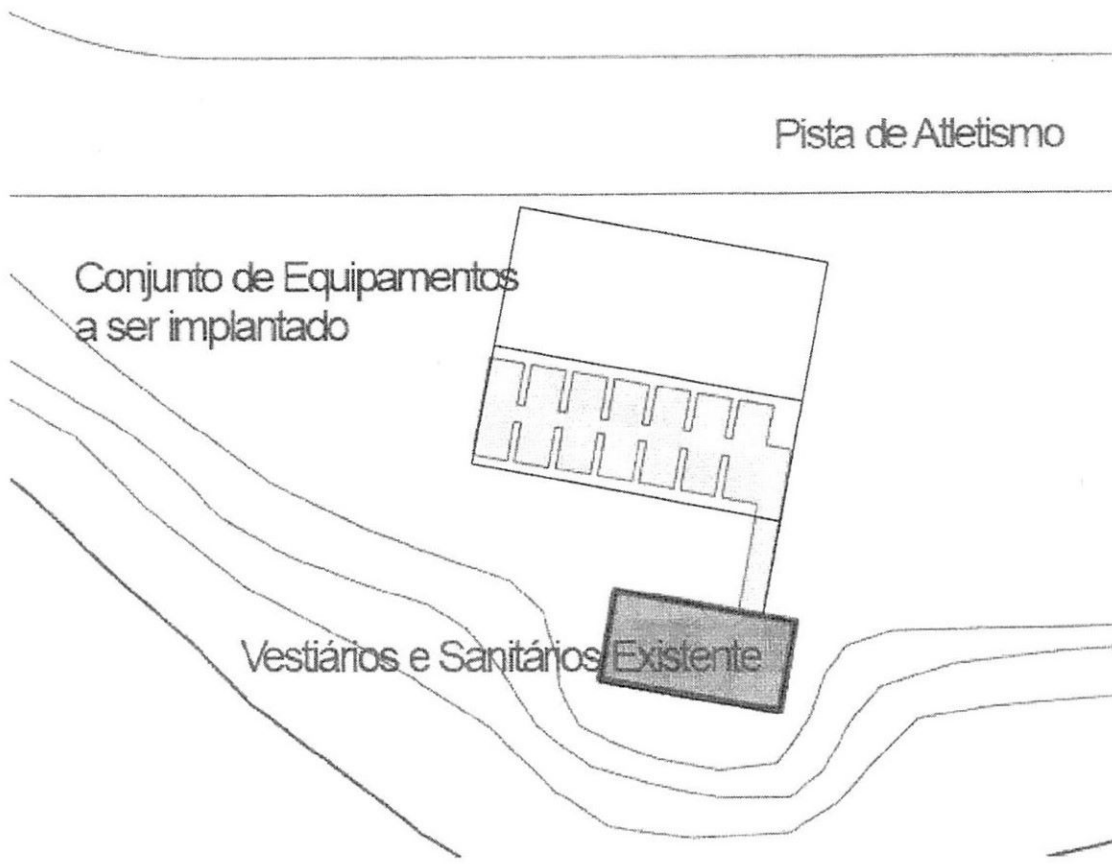 Pista de Atletismo
Conjunto de Equipamentos
a ser implantado
Vestiários e Sanitários Existente